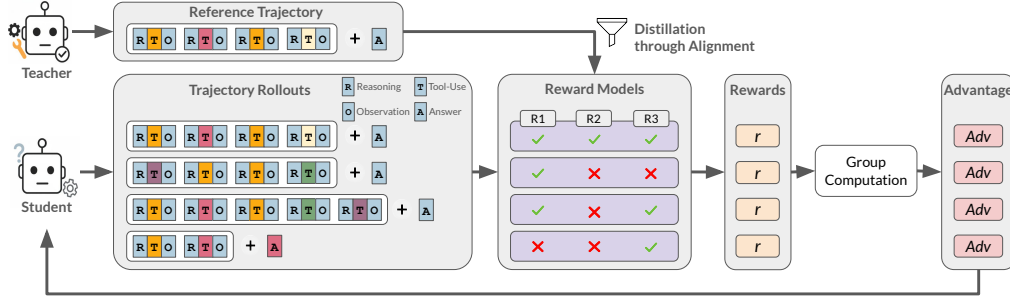 Reference Trajectory
R T O R T O R T O R T O + A
Teacher
Distillation
through Alignment
Trajectory Rollouts
R Reasoning T Tool-Use
O Observation A Answer
R T O R T O R T O R T O + A
R T O R T O R T O R T O + A
R T O R T O R T O R T O R T O + A
R T O R T O + A
Student
Reward Models
R1 R2 R3
Rewards
r
r
r
r
Group
Computation
Advantage
Adv
Adv
Adv
Adv